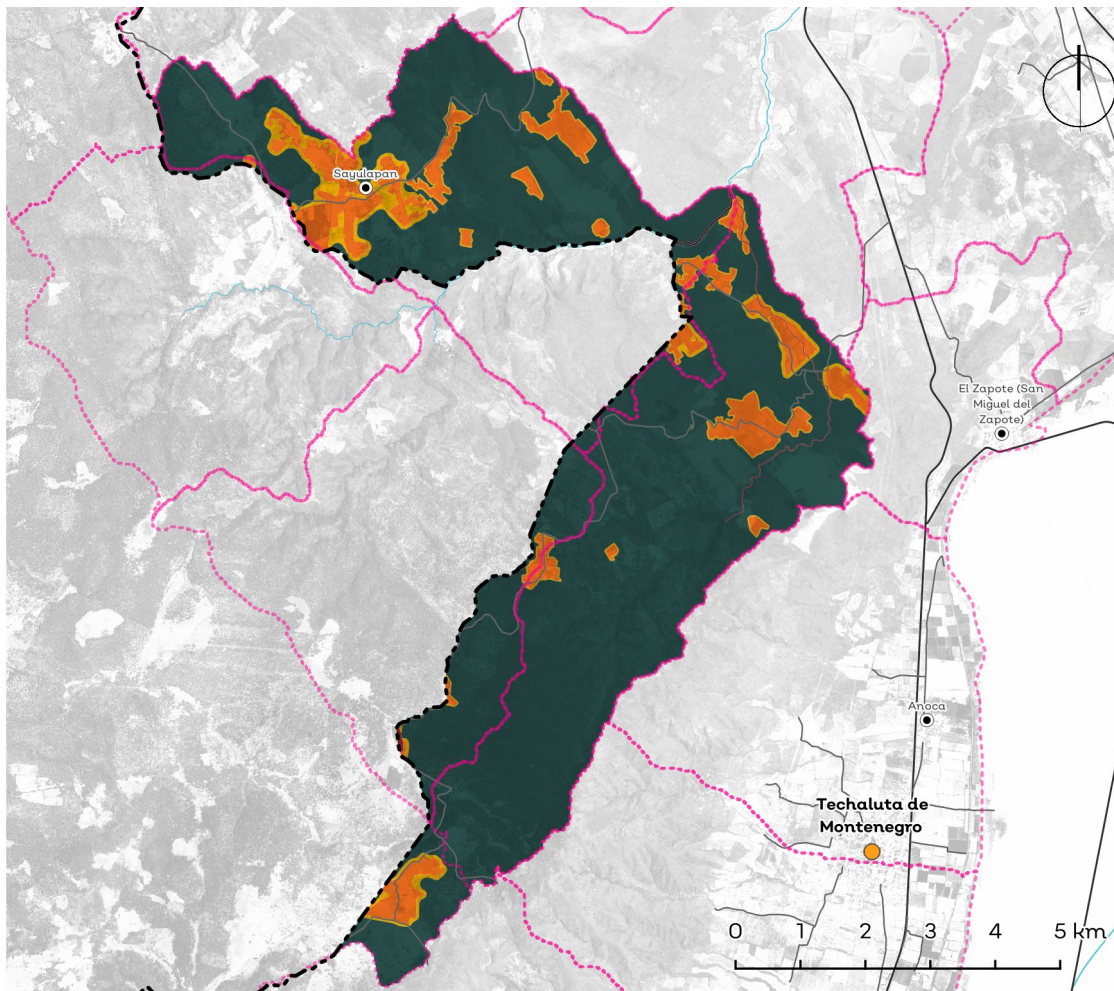 Sayulapan
El Zapote (San
Miguel del
Zapote)
Anoca
Techaluta de
Montenegro
0 1 2 3 4 5 km